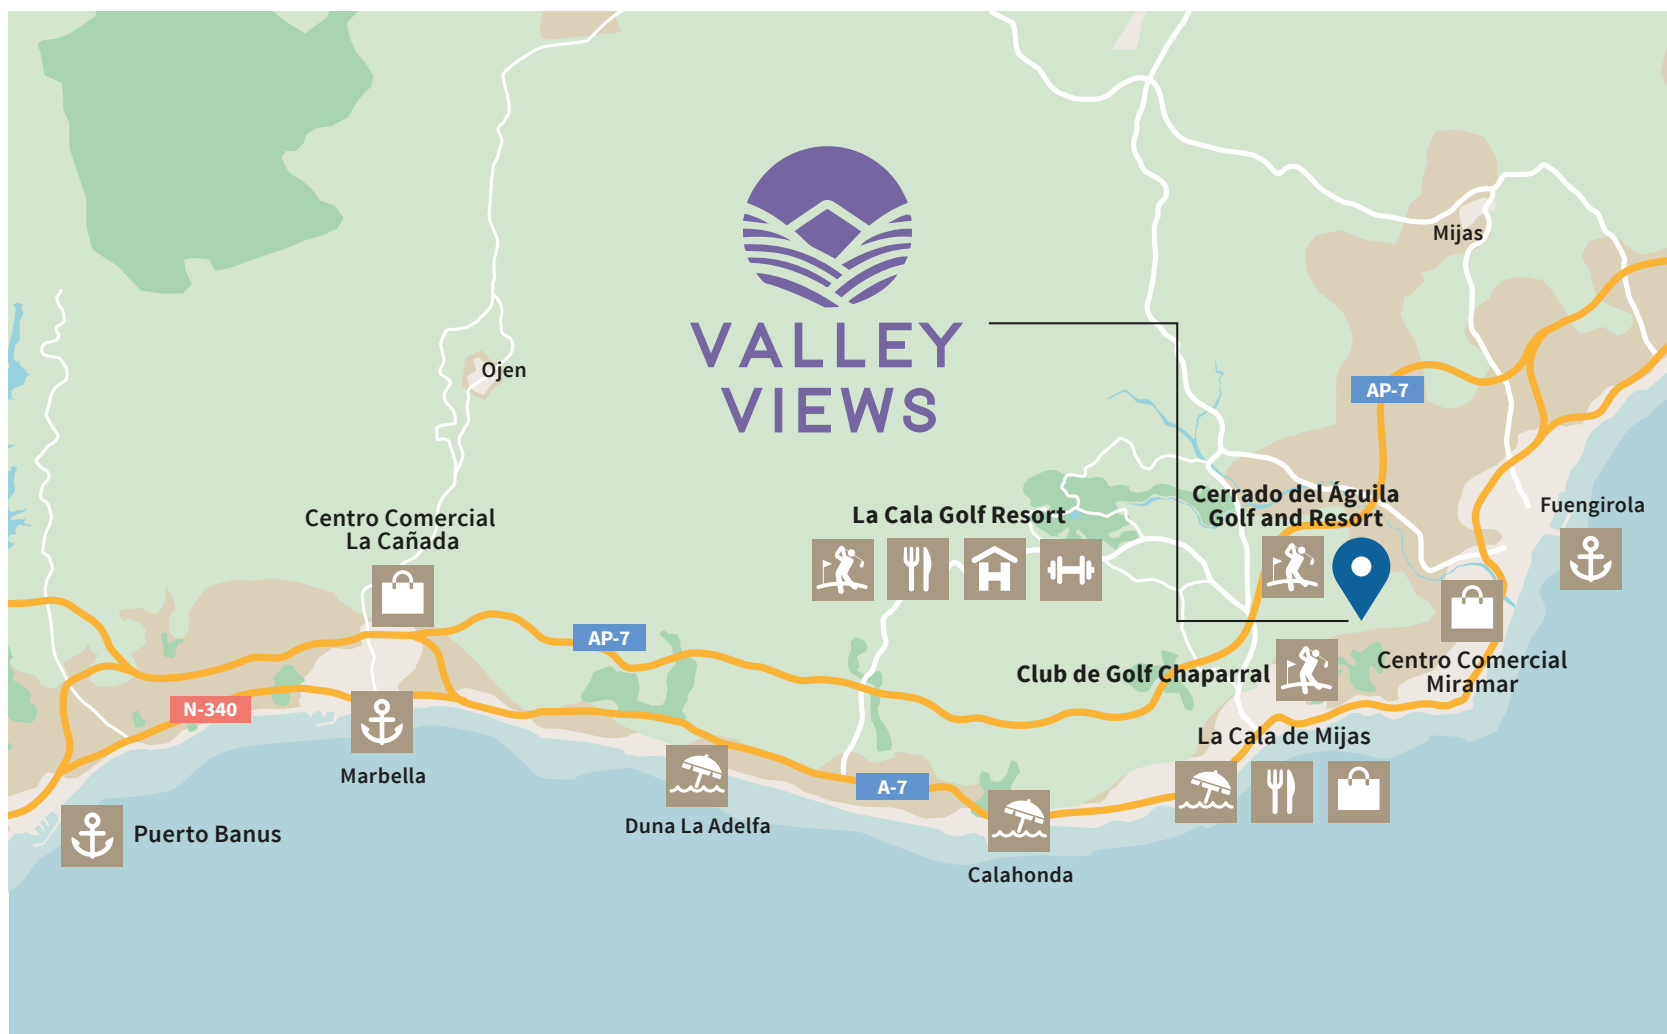 VALLEY
VIEWS
Mijas
Ojen
AP-7
Cerrado del Águila
Golf and Resort
Fuengirola
Centro Comercial
La Cañada
La Cala Golf Resort
AP-7
Club de Golf Chaparral
Centro Comercial
Miramar
N-340
La Cala de Mijas
Marbella
A-7
Duna La Adelfa
Puerto Banus
Calahonda